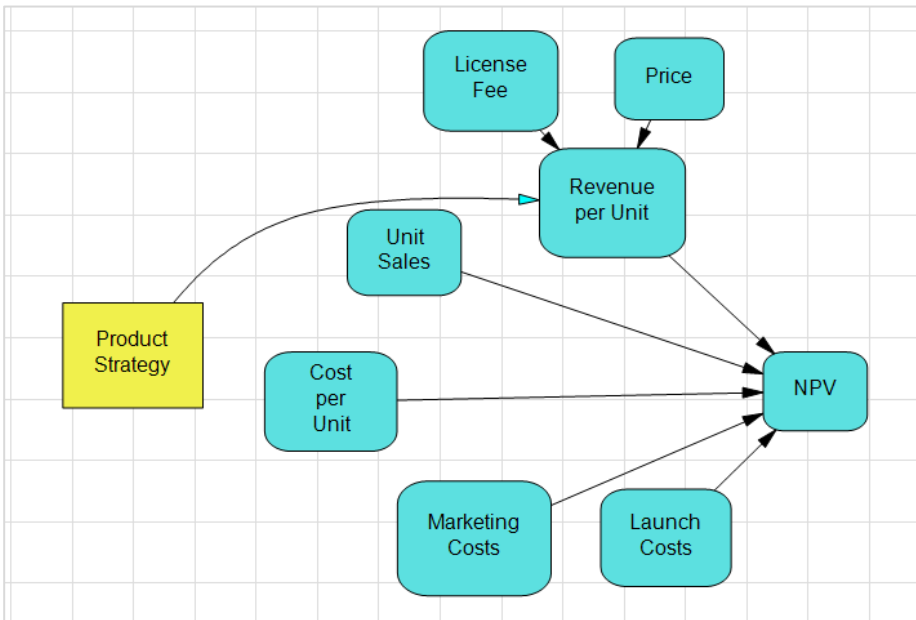 License
Fee
Price
Revenue
per Unit
Unit
Sales
Product
Strategy
Cost
per
Unit
NPV
Marketing
Costs
Launch
Costs